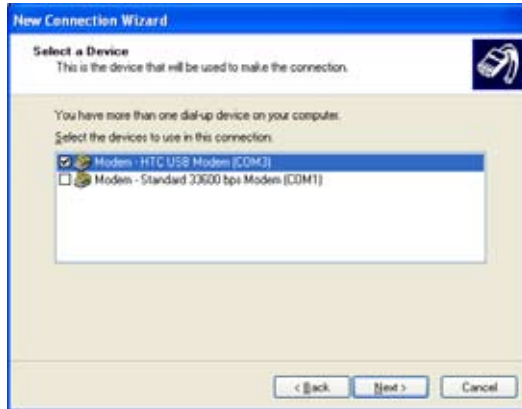 New Connection Wizard
Select a Device
This is the device that will be used to make the connection.
You have more than one dial-up device on your computer.
Select the devices to use in this connection.
Modem - HTC USB Modem (COM3)
Modem - Standard 33600 bps Modem (COM1)
< Back Next > Cancel